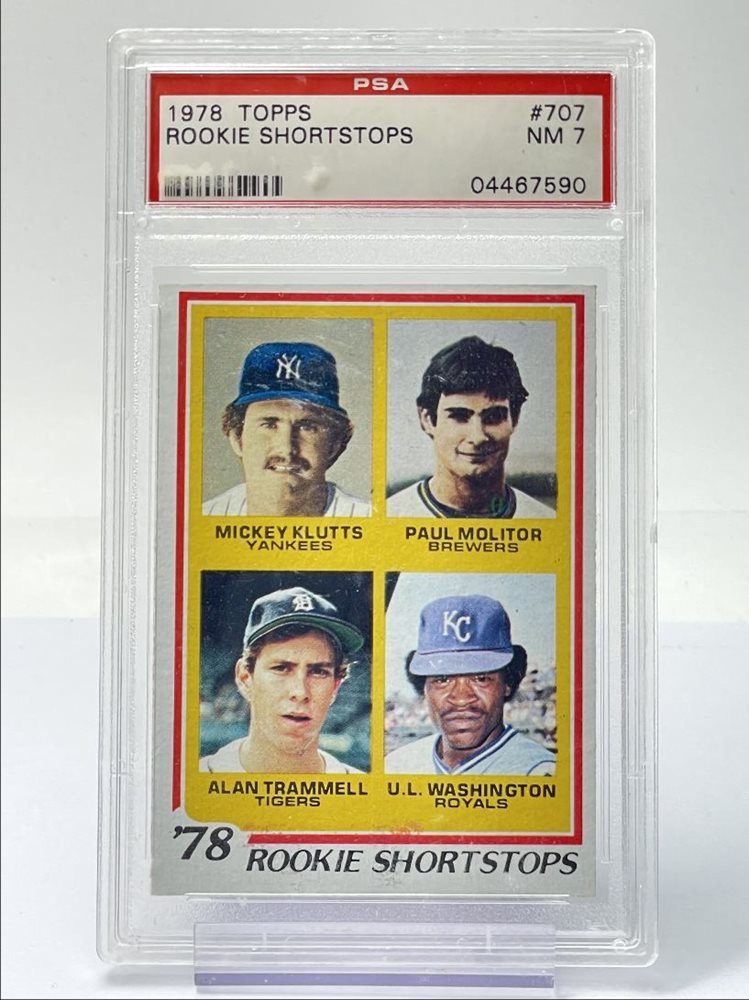 PSA
1978 TOPPS #707
ROOKIE SHORTSTOPS NM 7
04467590
NY
MICKEY KLUTTS PAUL MOLITOR
YANKEES BREWERS
D KC
ALAN TRAMMELL U.L. WASHINGTON
TIGERS ROYALS
'78 ROOKIE SHORTSTOPS